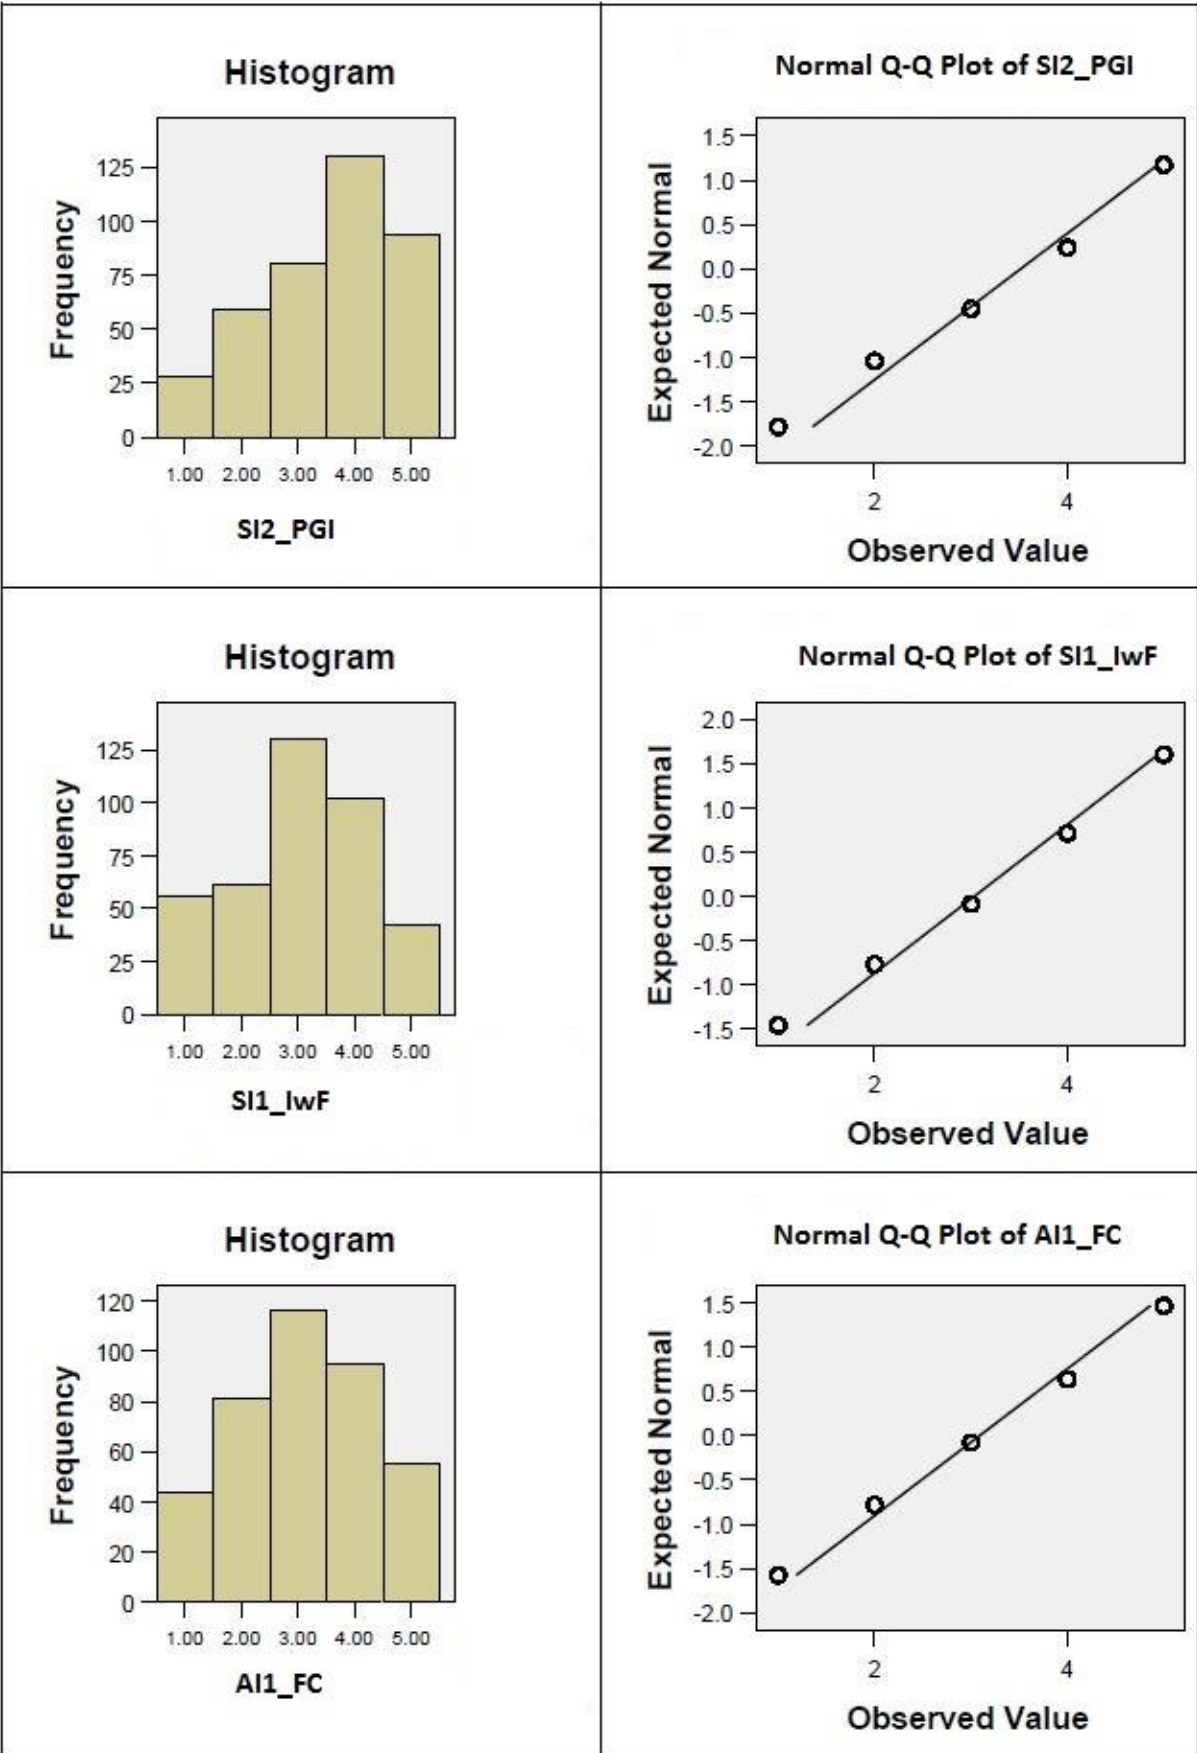 Histogram
Frequency
125
100
75
50
25
0
1.00 2.00 3.00 4.00 5.00
SI2_PGI
Normal Q-Q Plot of SI2_PGI
Expected Normal
1.5
1.0
0.5
0.0
-0.5
-1.0
-1.5
-2.0
2 4
Observed Value
Histogram
Frequency
125
100
75
50
25
0
1.00 2.00 3.00 4.00 5.00
SI1_IwF
Normal Q-Q Plot of SI1_IwF
Expected Normal
2.0
1.5
1.0
0.5
0.0
-0.5
-1.0
-1.5
2 4
Observed Value
Histogram
Frequency
120
100
80
60
40
20
0
1.00 2.00 3.00 4.00 5.00
AI1_FC
Normal Q-Q Plot of AI1_FC
Expected Normal
1.5
1.0
0.5
0.0
-0.5
-1.0
-1.5
-2.0
2 4
Observed Value